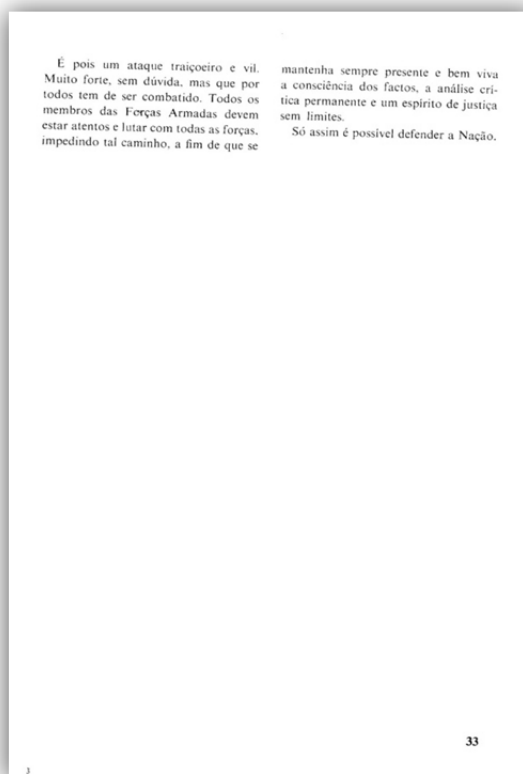 É pois um ataque traiçoeiro e vil.
Muito forte, sem dúvida, mas que por
todos tem de ser combatido. Todos os
membros das Forças Armadas devem
estar atentos e lutar com todas as forças,
impedindo tal caminho, a fim de que se
mantenha sempre presente e bem viva
a consciência dos factos, a análise crí-
tica permanente e um espírito de justiça
sem limites.
Só assim é possível defender a Nação.
33
3